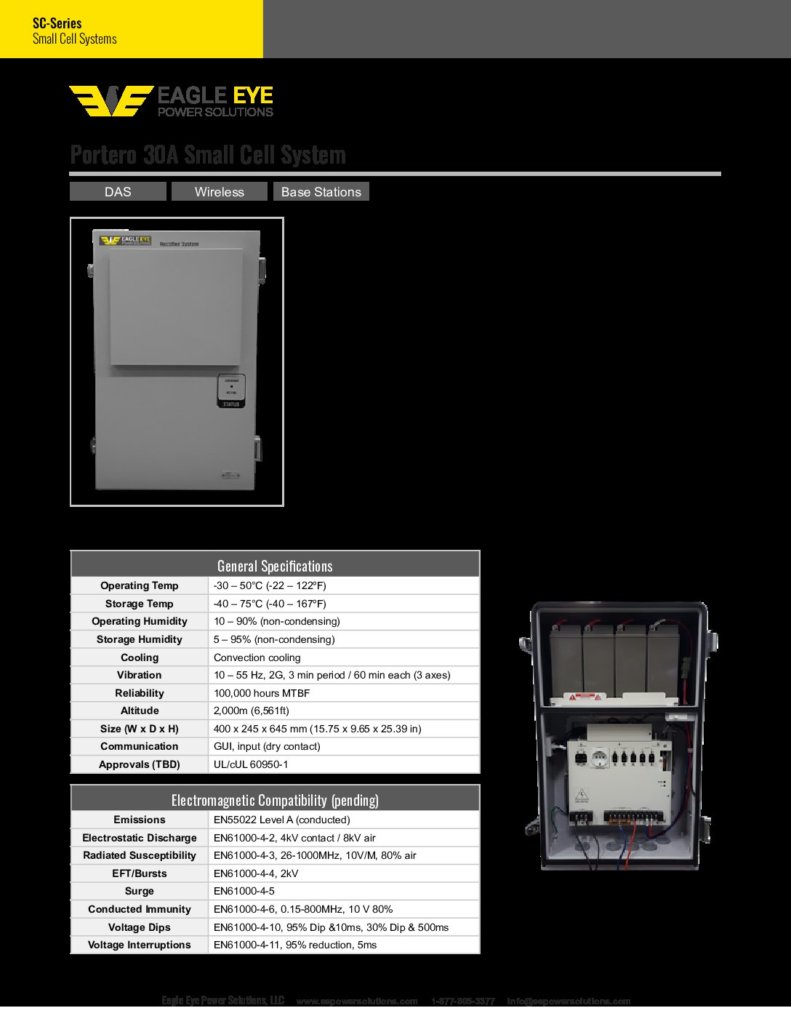 SC-Series
Small Cell Systems
EAGLE EYE
POWER SOLUTIONS
Portero 30A Small Cell System
DAS Wireless Base Stations
EAGLE EYE
Rectifier System
STATUS
General Specifications
Operating Temp -30 – 50°C (-22 – 122ºF)
Storage Temp -40 – 75°C (-40 – 167ºF)
Operating Humidity 10 – 90% (non-condensing)
Storage Humidity 5 – 95% (non-condensing)
Cooling Convection cooling
Vibration 10 – 55 Hz, 2G, 3 min period / 60 min each (3 axes)
Reliability 100,000 hours MTBF
Altitude 2,000m (6,561ft)
Size (W x D x H) 400 x 245 x 645 mm (15.75 x 9.65 x 25.39 in)
Communication GUI, input (dry contact)
Approvals (TBD) UL/cUL 60950-1
Electromagnetic Compatibility (pending)
Emissions EN55022 Level A (conducted)
Electrostatic Discharge EN61000-4-2, 4kV contact / 8kV air
Radiated Susceptibility EN61000-4-3, 26-1000MHz, 10V/M, 80% air
EFT/Bursts EN61000-4-4, 2kV
Surge EN61000-4-5
Conducted Immunity EN61000-4-6, 0.15-800MHz, 10 V 80%
Voltage Dips EN61000-4-10, 95% Dip &10ms, 30% Dip & 500ms
Voltage Interruptions EN61000-4-11, 95% reduction, 5ms
Eagle Eye Power Solutions, LLC www.eepowersolutions.com 1-877-805-3377 info@eepowersolutions.com